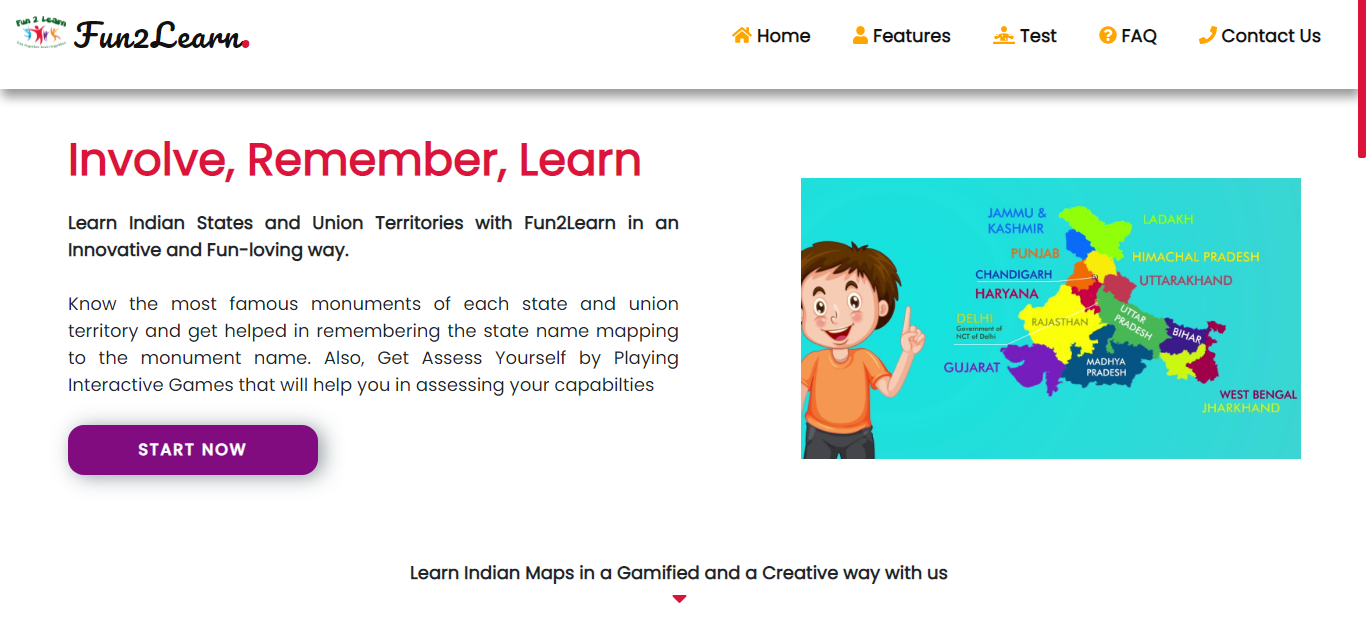 Fun 2 Learn
Fun2Learn.
Home
Features
Test
FAQ
Contact Us
Involve, Remember, Learn
Learn Indian States and Union Territories with Fun2Learn in an
Innovative and Fun-loving way.
Know the most famous monuments of each state and union
territory and get helped in remembering the state name mapping
to the monument name. Also, Get Assess Yourself by Playing
Interactive Games that will help you in assessing your capabilties
START NOW
JAMMU &
KASHMIR
LADAKH
PUNJAB
HIMACHAL PRADESH
CHANDIGARH
UTTARAKHAND
HARYANA
DELHI
Government of
NCT of Delhi
RAJASTHAN
UTTAR
PRADESH
BIHAR
GUJARAT
MADHYA
PRADESH
WEST BENGAL
JHARKHAND
Learn Indian Maps in a Gamified and a Creative way with us